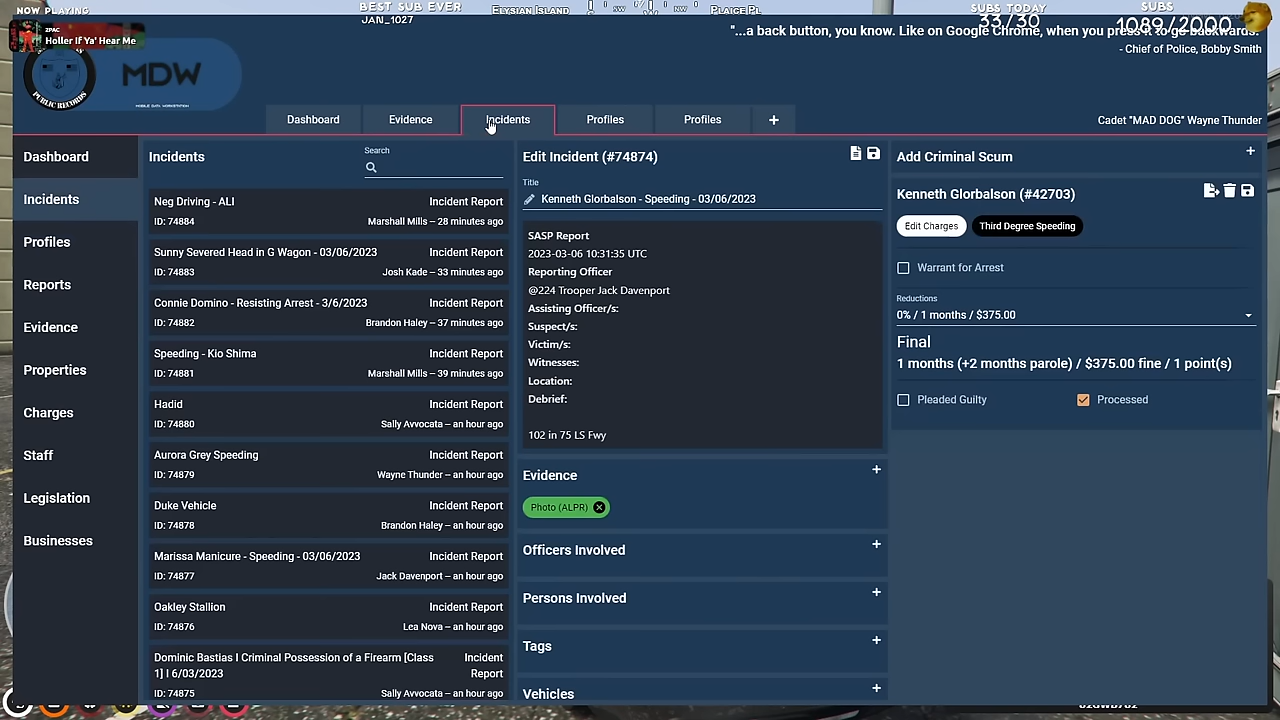 NOW PLAYING
2PAC
Holler If Ya' Hear Me
BEST SUB EVER
JAN_1027
Elysian Island
SW
NW
Plaice Pl
SUBS TODAY
33/30
SUBS
1089/2000
"...a back button, you know. Like on Google Chrome, when you press it to go backwards."
- Chief of Police, Bobby Smith
PUBLIC RECORDS
MDW
MOBILE DATA WORKSTATION
Dashboard
Evidence
Incidents
Profiles
Profiles
+
Cadet "MAD DOG" Wayne Thunder
Dashboard
Incidents
Profiles
Reports
Evidence
Properties
Charges
Staff
Legislation
Businesses
Incidents
Search
Neg Driving - ALI Incident Report
ID: 74884 Marshall Mills – 28 minutes ago
Sunny Severed Head in G Wagon - 03/06/2023 Incident Report
ID: 74883 Josh Kade – 33 minutes ago
Connie Domino - Resisting Arrest - 3/6/2023 Incident Report
ID: 74882 Brandon Haley – 37 minutes ago
Speeding - Kio Shima Incident Report
ID: 74881 Marshall Mills – 39 minutes ago
Hadid Incident Report
ID: 74880 Sally Avvocata – an hour ago
Aurora Grey Speeding Incident Report
ID: 74879 Wayne Thunder – an hour ago
Duke Vehicle Incident Report
ID: 74878 Brandon Haley – an hour ago
Marissa Manicure - Speeding - 03/06/2023 Incident Report
ID: 74877 Jack Davenport – an hour ago
Oakley Stallion Incident Report
ID: 74876 Lea Nova – an hour ago
Dominic Bastias I Criminal Possession of a Firearm [Class Incident
1] I 6/03/2023 Report
ID: 74875 Sally Avvocata – an hour ago
Edit Incident (#74874)
Title
Kenneth Glorbalson - Speeding - 03/06/2023
SASP Report
2023-03-06 10:31:35 UTC
Reporting Officer
@224 Trooper Jack Davenport
Assisting Officer/s:
Suspect/s:
Victim/s:
Witnesses:
Location:
Debrief:
102 in 75 LS Fwy
Evidence +
Photo (ALPR)
Officers Involved +
Persons Involved +
Tags +
Vehicles +
Add Criminal Scum +
Kenneth Glorbalson (#42703)
Edit Charges Third Degree Speeding
Warrant for Arrest
Reductions
0% / 1 months / $375.00
Final
1 months (+2 months parole) / $375.00 fine / 1 point(s)
Pleaded Guilty Processed